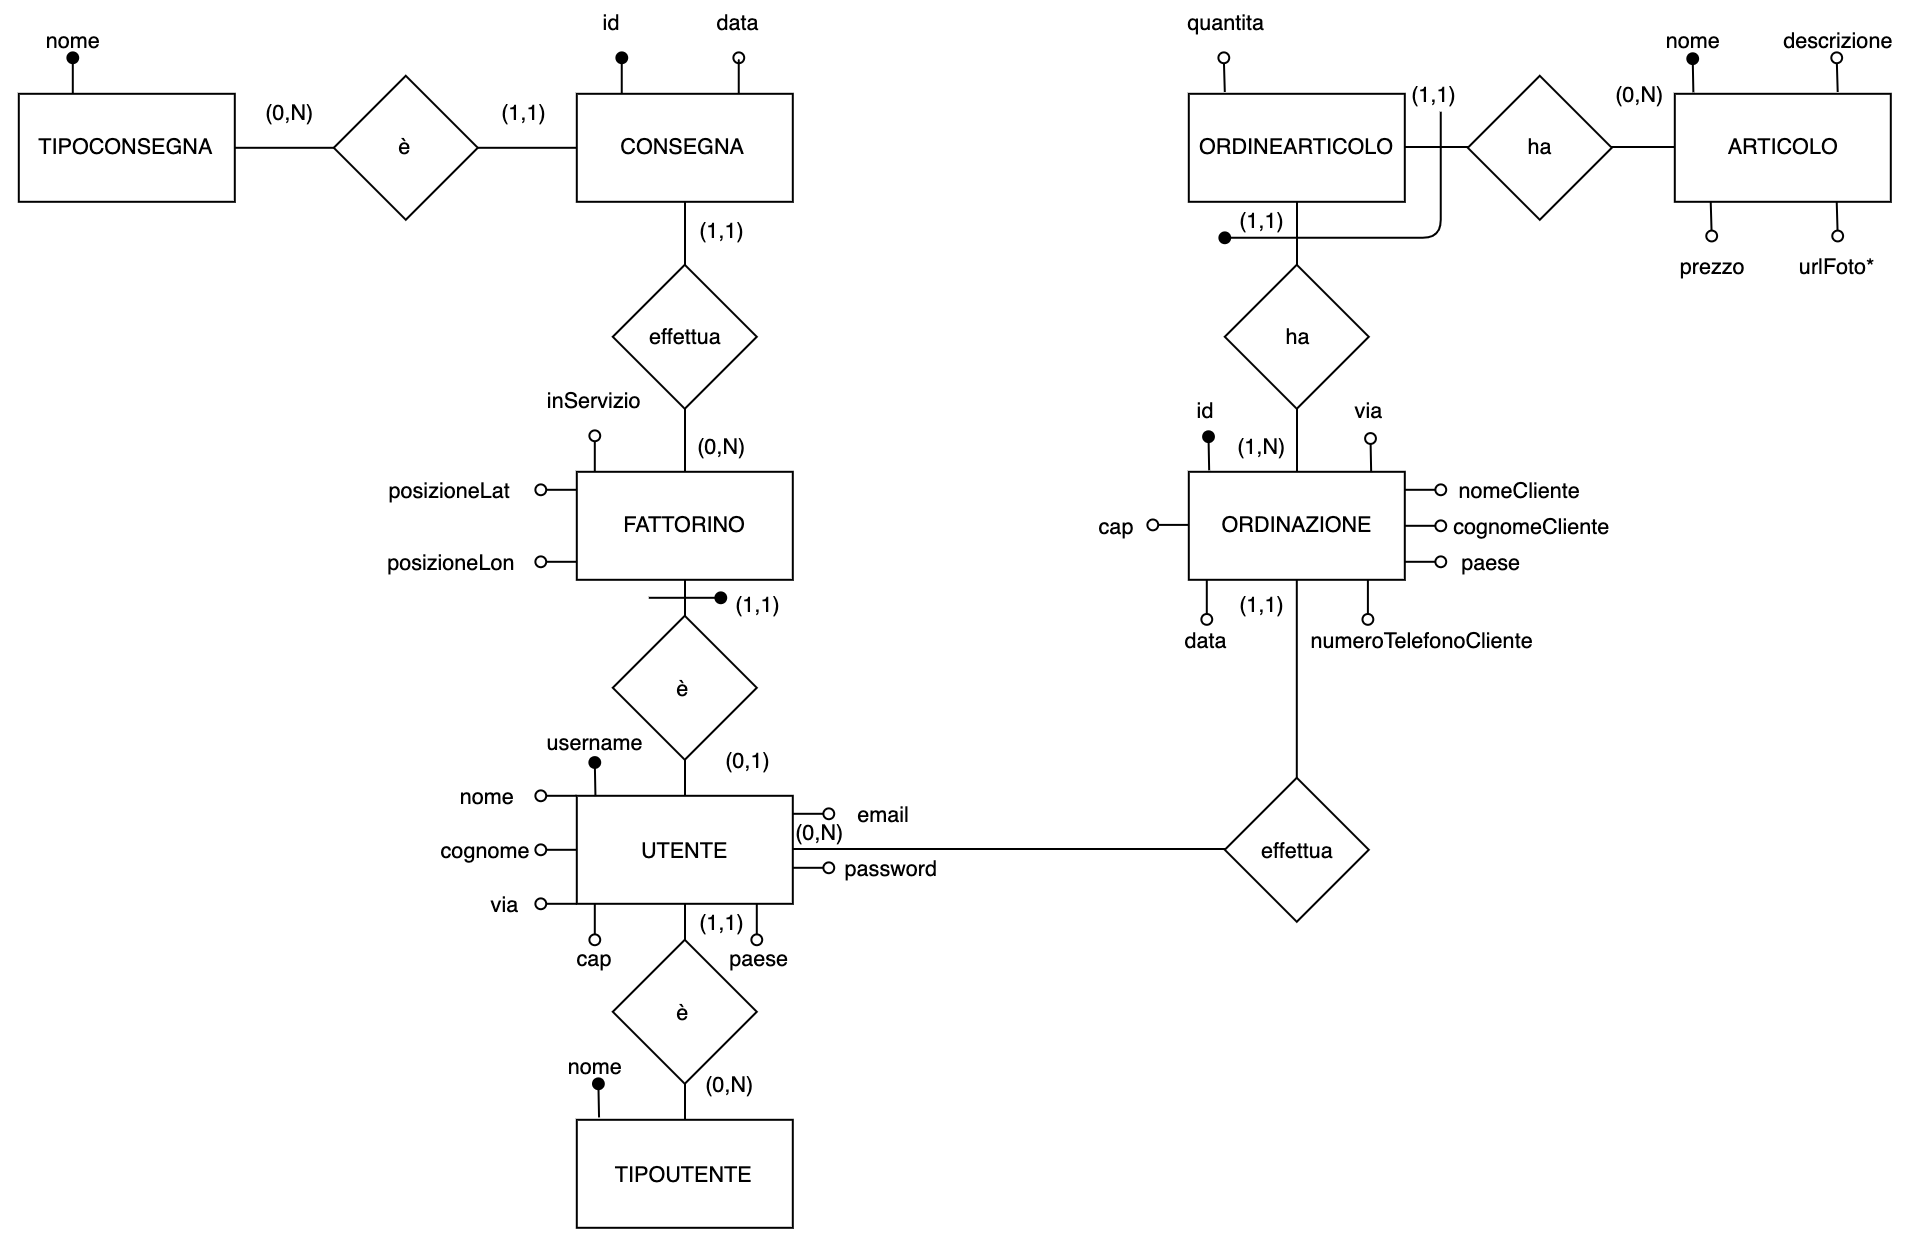 id
data
quantita
nome
nome
descrizione
(0,N)
(1,1)
(1,1)
(0,N)
TIPOCONSEGNA
è
CONSEGNA
ORDINEARTICOLO
ha
ARTICOLO
(1,1)
(1,1)
prezzo
urlFoto*
effettua
ha
inServizio
id
via
(0,N)
(1,N)
posizioneLat
nomeCliente
FATTORINO
cap
ORDINAZIONE
cognomeCliente
posizioneLon
paese
(1,1)
(1,1)
data
numeroTelefonoCliente
è
username
(0,1)
nome
email
(0,N)
cognome
UTENTE
effettua
password
via
(1,1)
cap
paese
è
nome
(0,N)
TIPOUTENTE